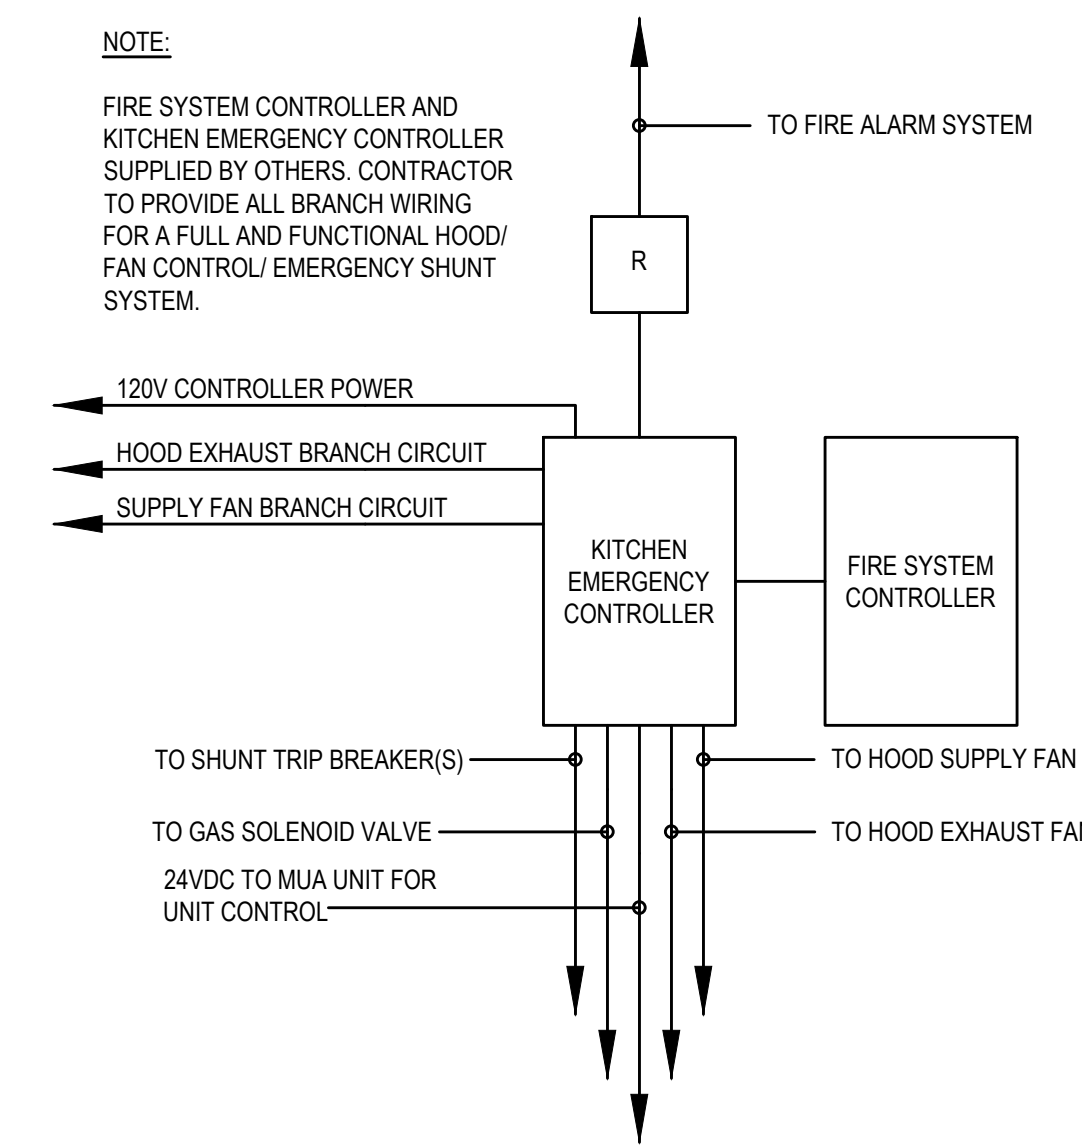 NOTE:
FIRE SYSTEM CONTROLLER AND
KITCHEN EMERGENCY CONTROLLER
SUPPLIED BY OTHERS. CONTRACTOR
TO PROVIDE ALL BRANCH WIRING
FOR A FULL AND FUNCTIONAL HOOD/
FAN CONTROL/ EMERGENCY SHUNT
SYSTEM.
TO FIRE ALARM SYSTEM
R
120V CONTROLLER POWER
HOOD EXHAUST BRANCH CIRCUIT
SUPPLY FAN BRANCH CIRCUIT
KITCHEN
EMERGENCY
CONTROLLER
FIRE SYSTEM
CONTROLLER
TO SHUNT TRIP BREAKER(S)
TO HOOD SUPPLY FAN
TO GAS SOLENOID VALVE
TO HOOD EXHAUST
24VDC TO MUA UNIT FOR
UNIT CONTROL